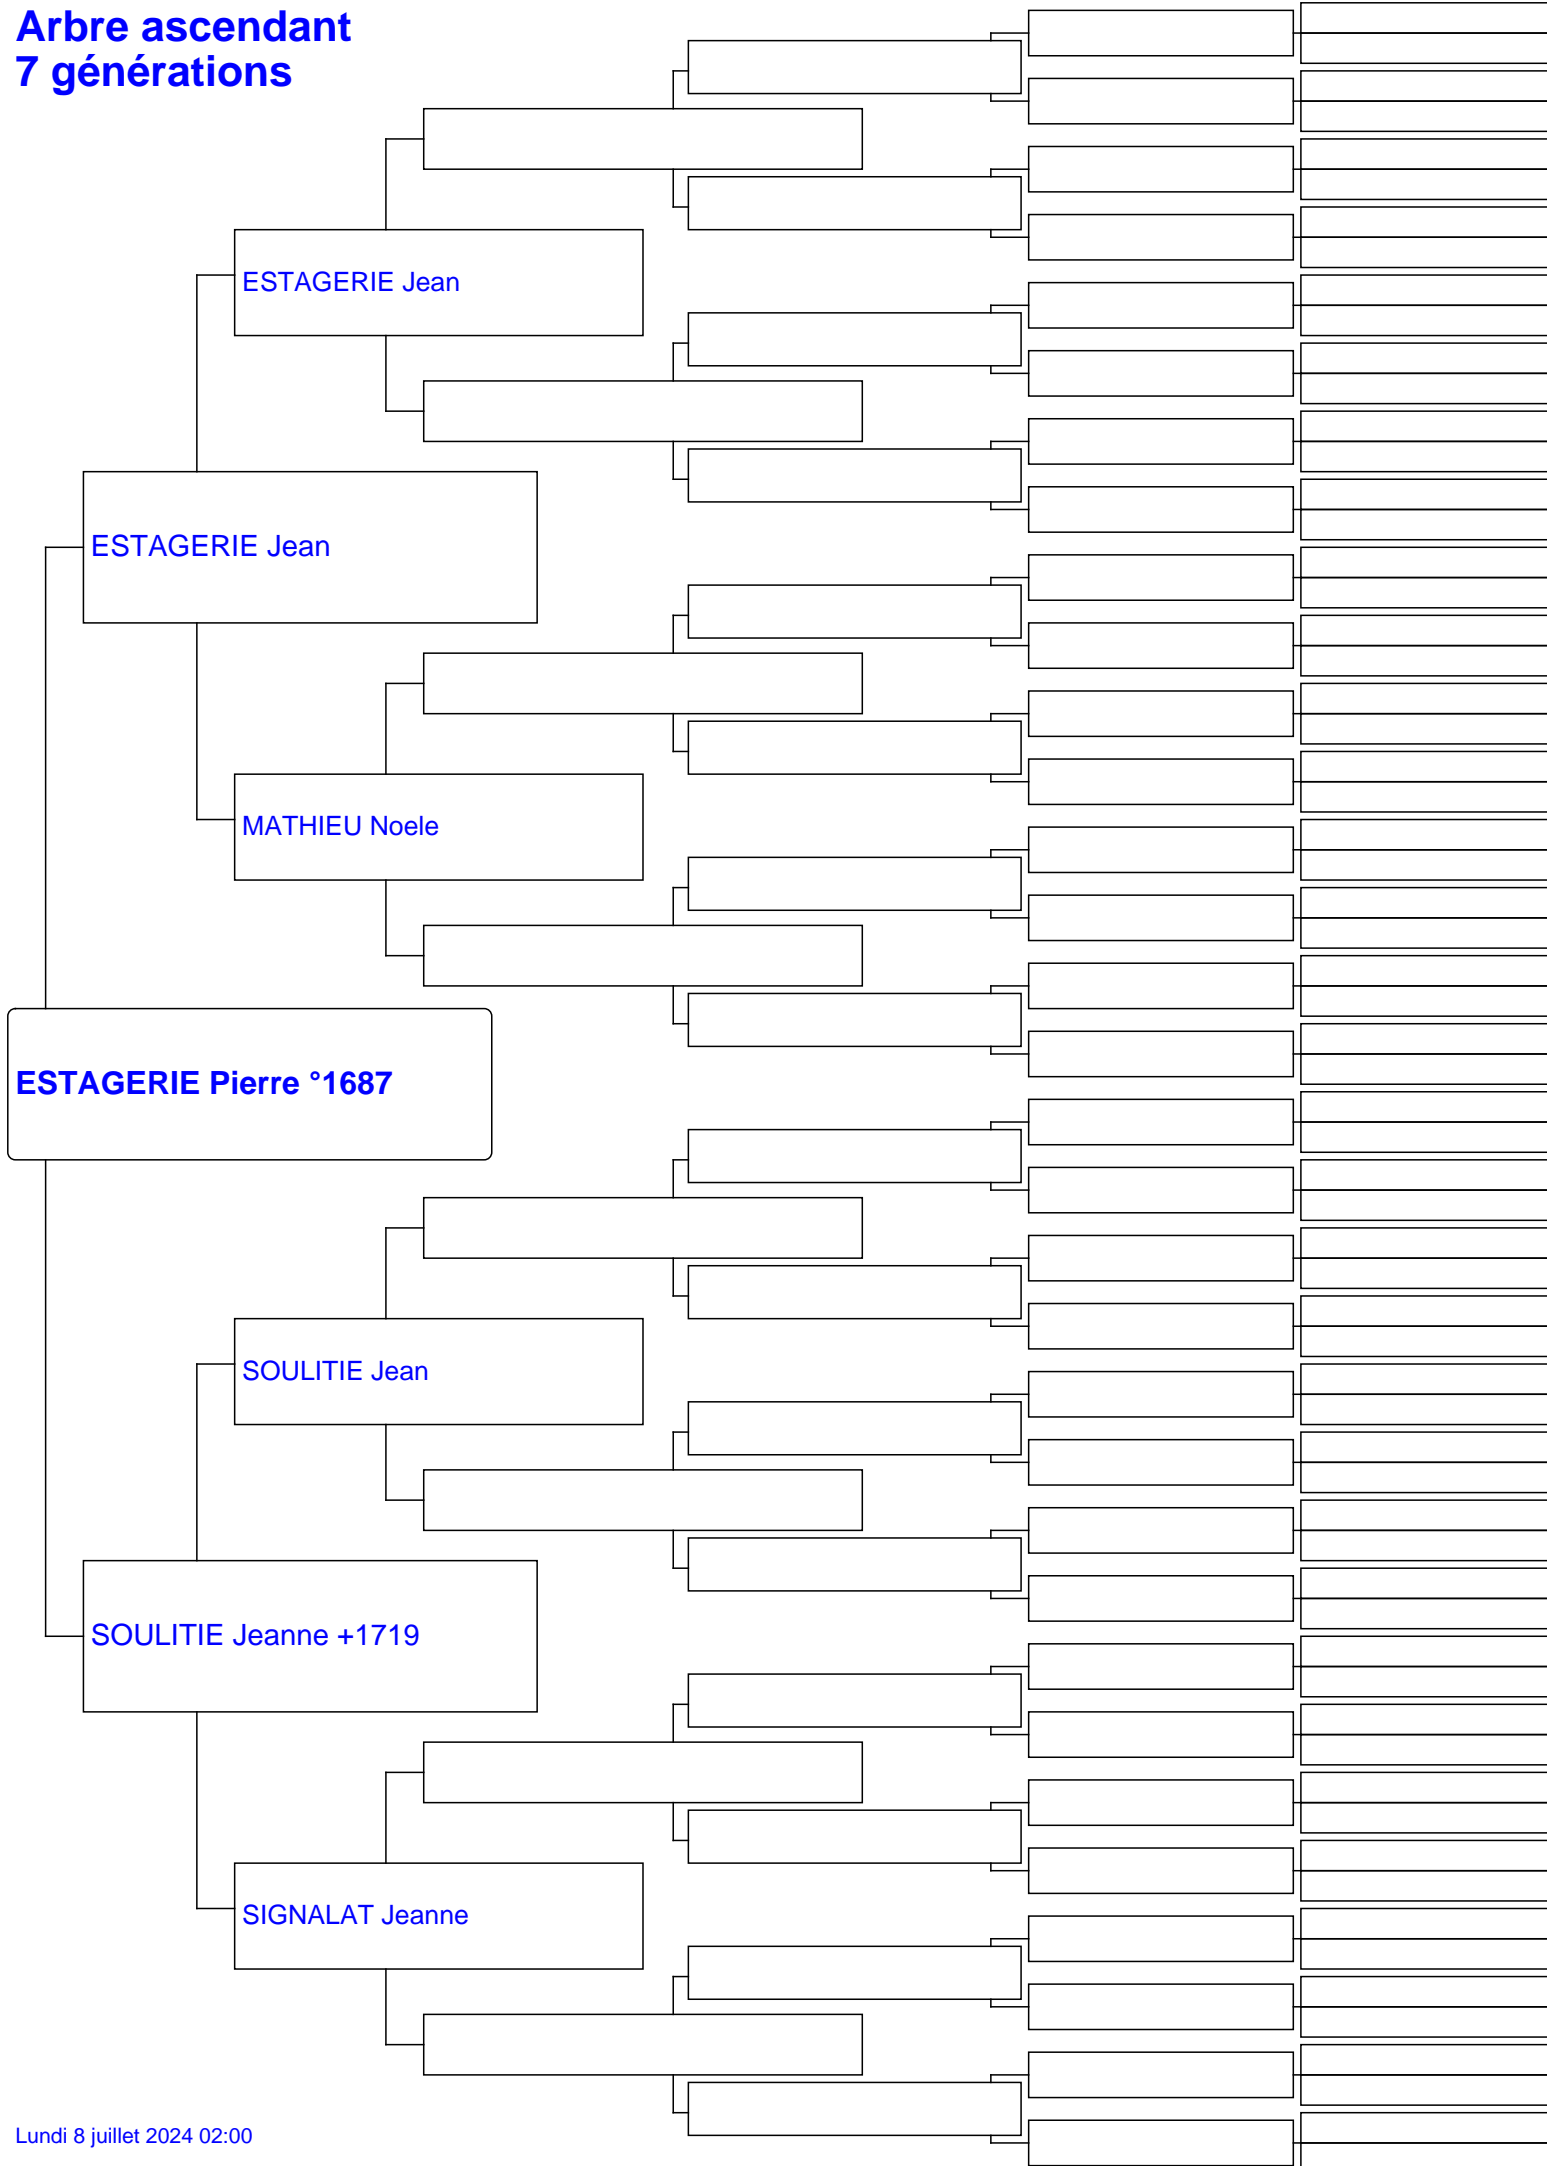 Arbre ascendant
7 générations
ESTAGERIE Jean
ESTAGERIE Jean
MATHIEU Noele
ESTAGERIE Pierre °1687
SOULITIE Jean
SOULITIE Jeanne +1719
SIGNALAT Jeanne
Lundi 8 juillet 2024 02:00